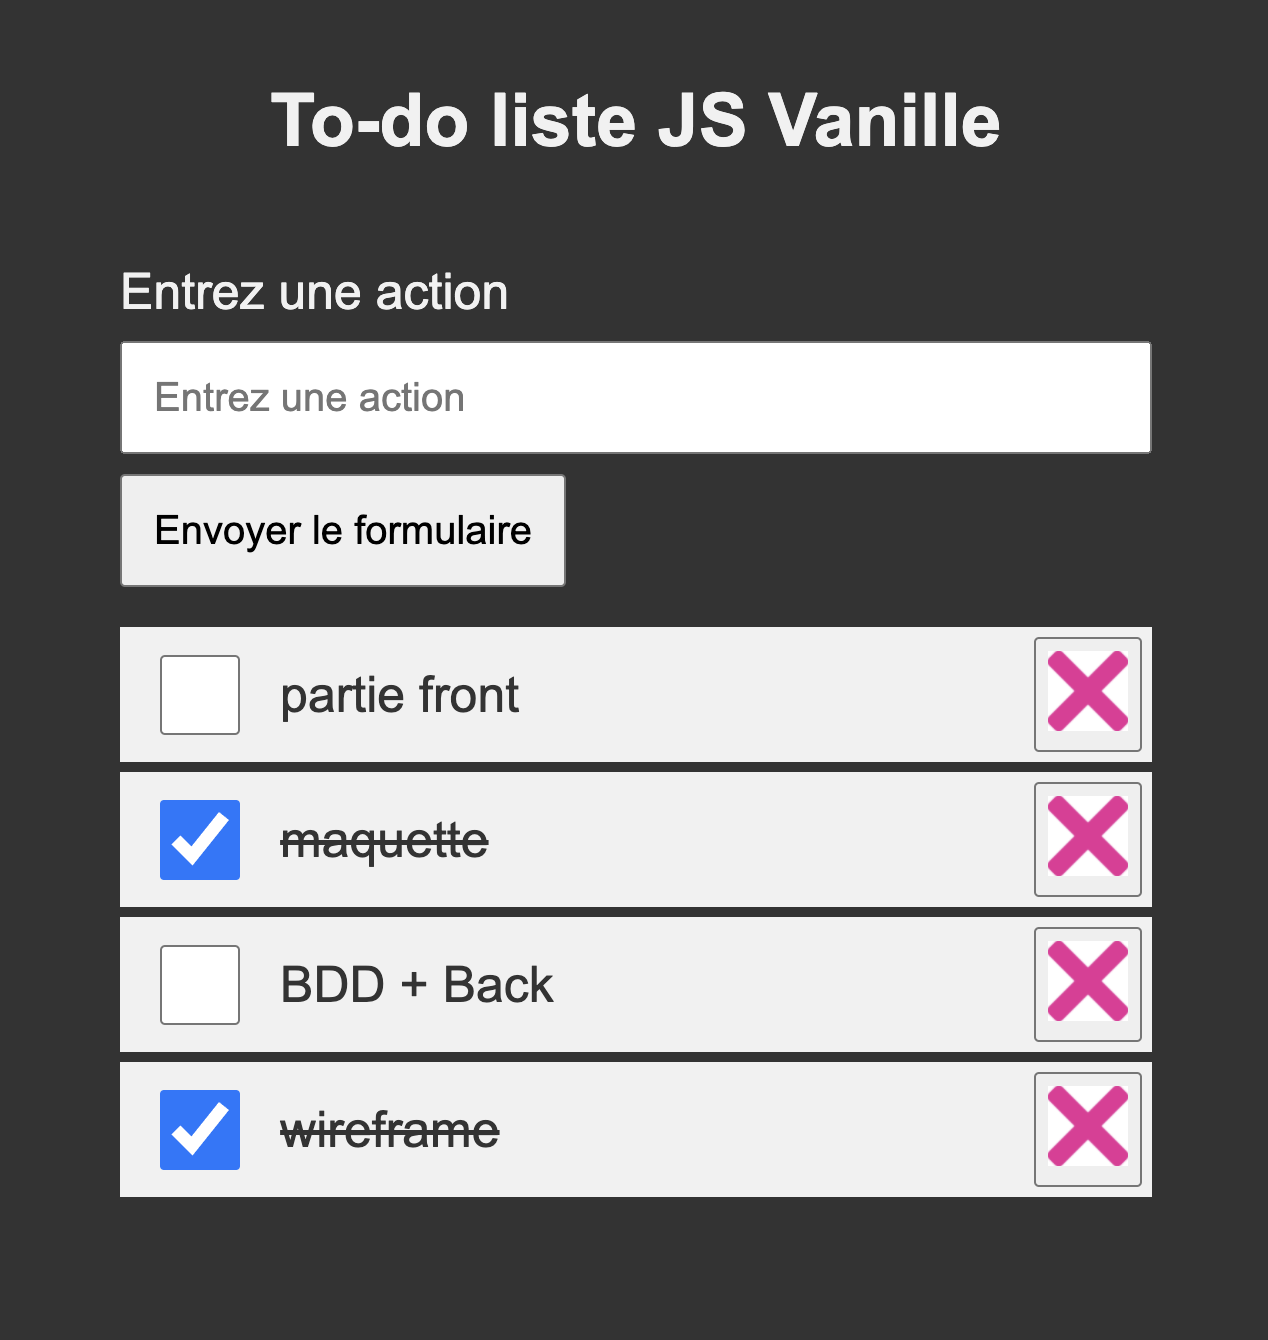 To-do liste JS Vanille
Entrez une action
Entrez une action
Envoyer le formulaire
partie front
maquette
BDD + Back
wireframe